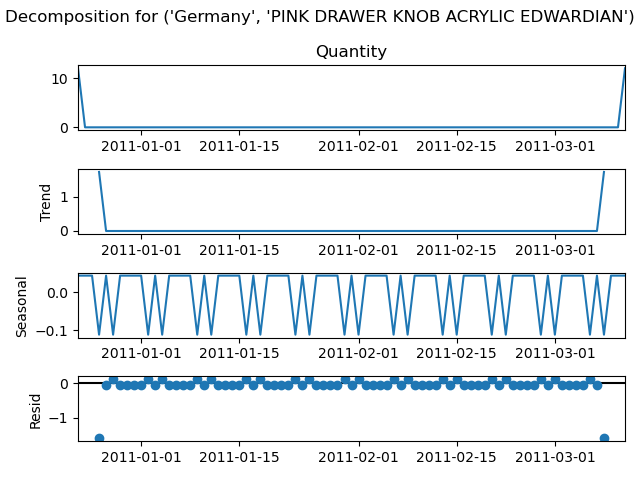 Decomposition for ('Germany', 'PINK DRAWER KNOB ACRYLIC EDWARDIAN')
Quantity
10
0
2011-01-01 2011-01-15 2011-02-01 2011-02-15 2011-03-01
Trend
1
0
2011-01-01 2011-01-15 2011-02-01 2011-02-15 2011-03-01
Seasonal
0.0
−0.1
2011-01-01 2011-01-15 2011-02-01 2011-02-15 2011-03-01
Resid
0
−1
2011-01-01 2011-01-15 2011-02-01 2011-02-15 2011-03-01